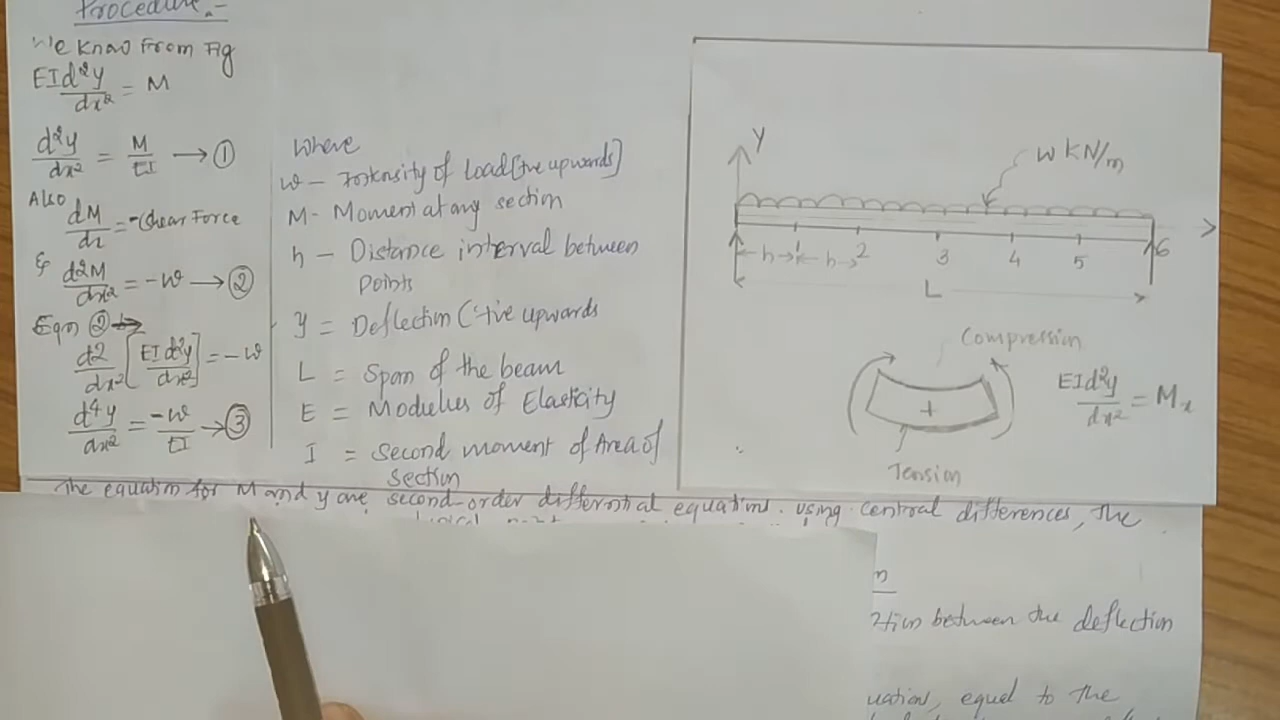 Procedure:-
We know From Fig
EI d²y/dx² = M
d²y/dx² = M/EI → ①
Also
dM/dx = -Shear Force
& d2M/dx² = -w → ②
Eqn ② →
d2/dx² [EI d²y/dx²] = -w
d⁴y/dx² = -w/EI → ③
where
w – Intensity of Load [+ve upwards]
M - Moment at any section
h – Distance interval between
points
y = Deflection ('+ive upwards
L = Span of the beam
E = Modulus of Elasticity
I = Second moment of Area of
section
Y
w KN/m
h h
1 2 3 4 5 6
L
Compression
+
Tension
EI d²y/dx² = Mx
The equation for M and y are second-order differential equations. Using central differences, the
between the deflection
equal to the